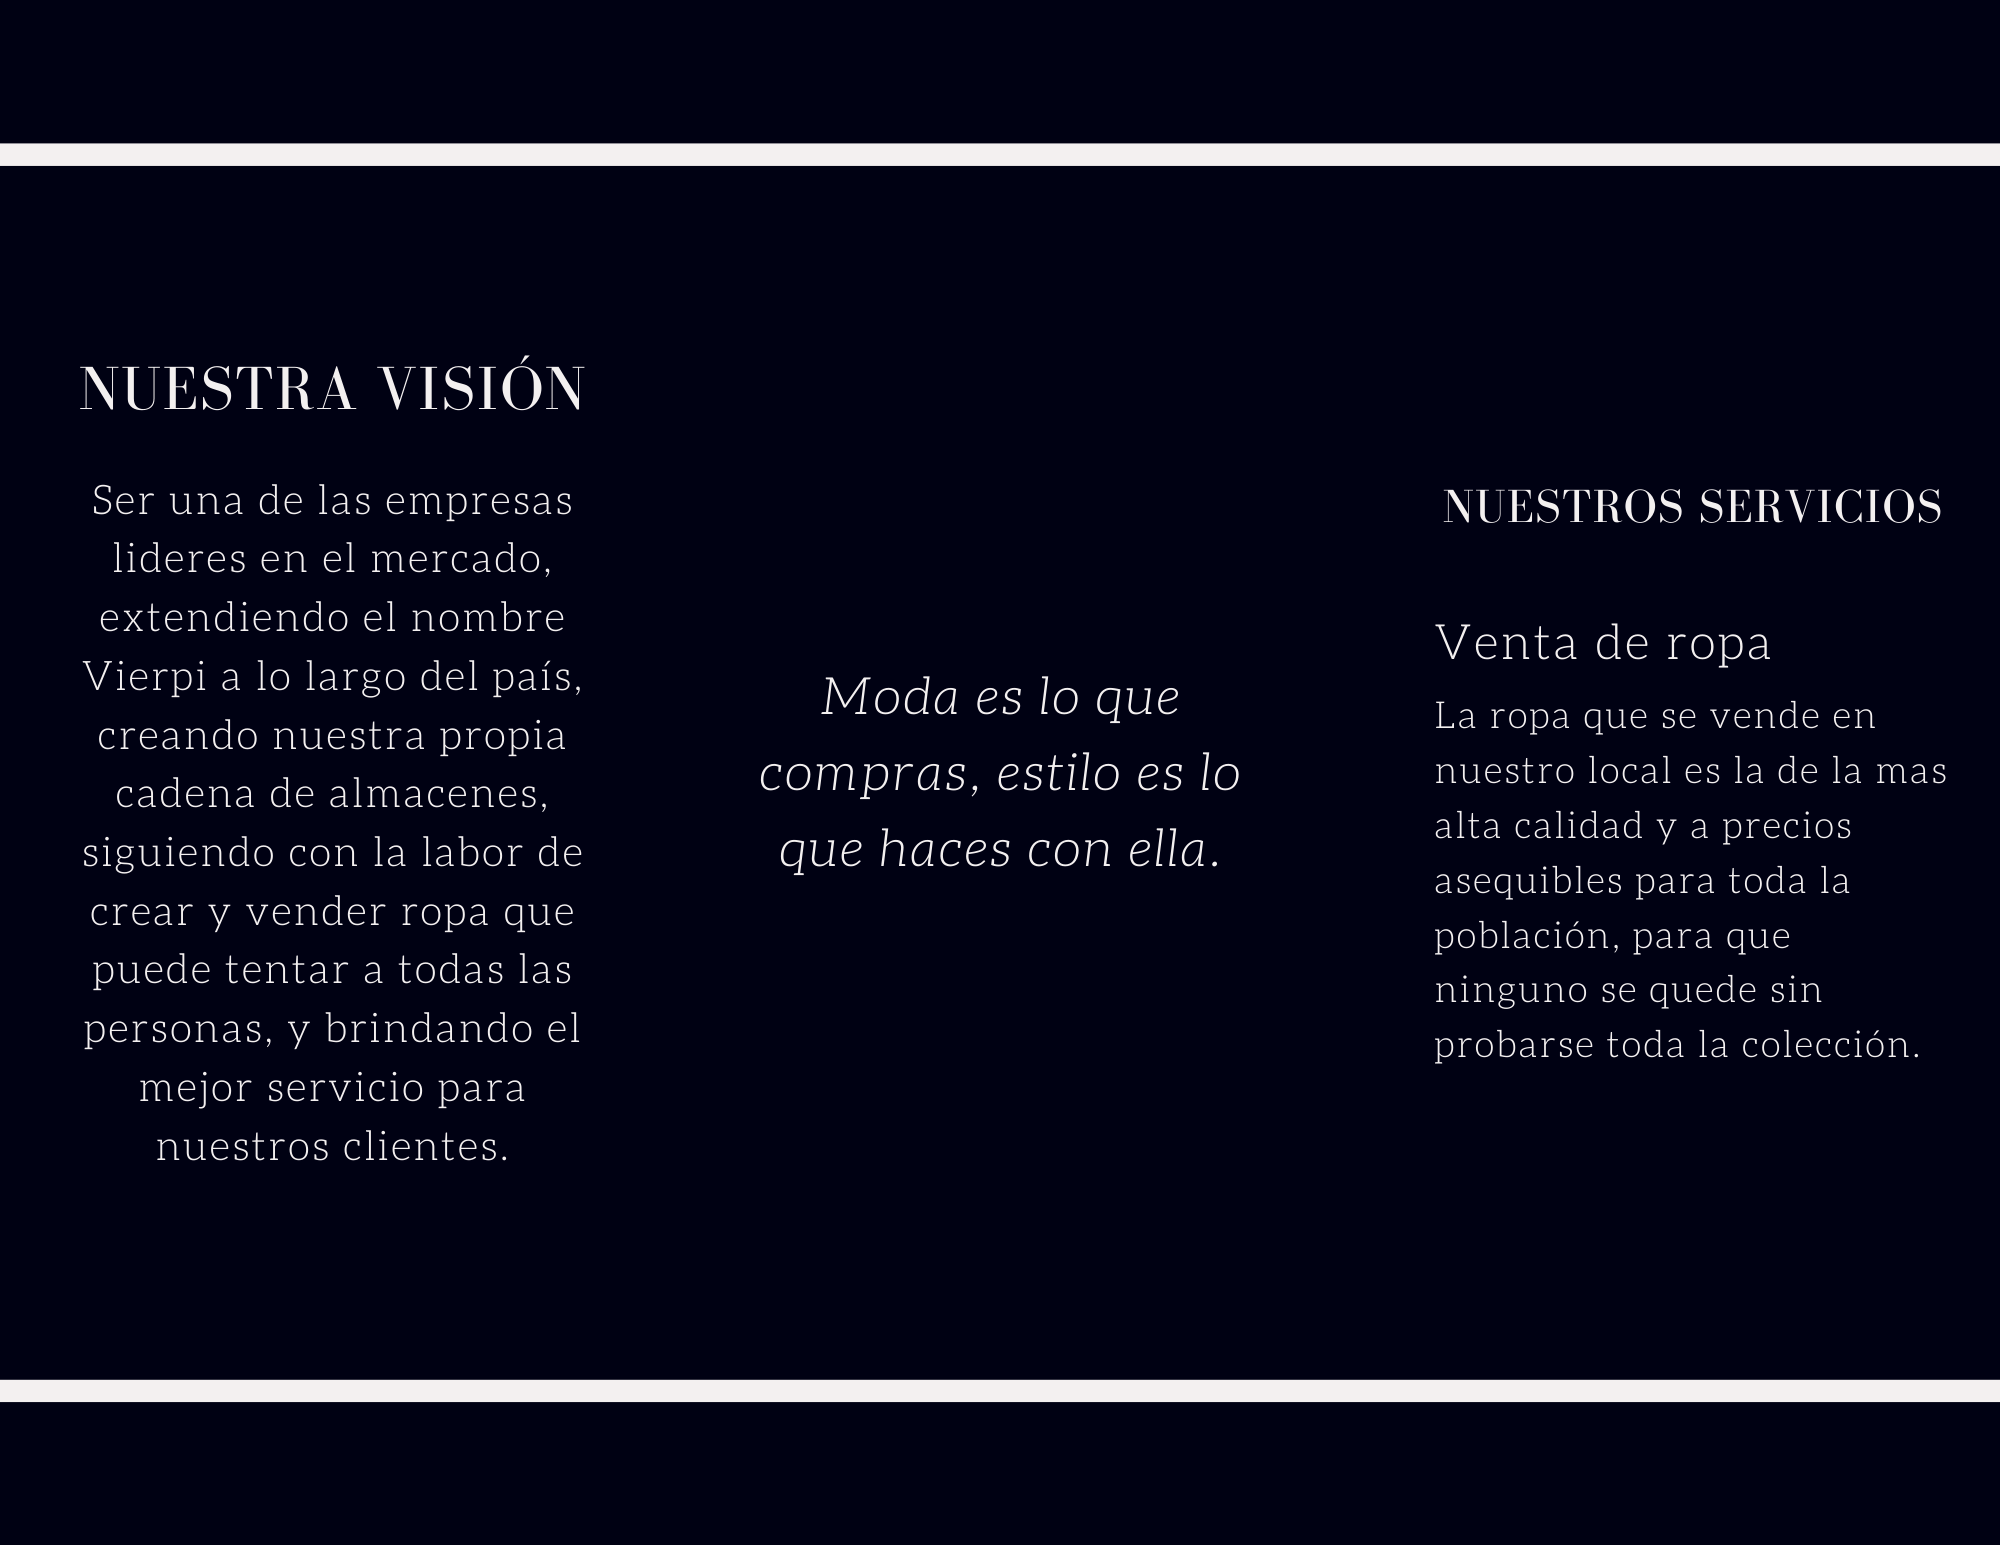 NUESTRA VISIÓN
Ser una de las empresas
lideres en el mercado,
extendiendo el nombre
Vierpi a lo largo del país,
creando nuestra propia
cadena de almacenes,
siguiendo con la labor de
crear y vender ropa que
puede tentar a todas las
personas, y brindando el
mejor servicio para
nuestros clientes.
Moda es lo que
compras, estilo es lo
que haces con ella.
NUESTROS SERVICIOS
Venta de ropa
La ropa que se vende en
nuestro local es la de la mas
alta calidad y a precios
asequibles para toda la
población, para que
ninguno se quede sin
probarse toda la colección.